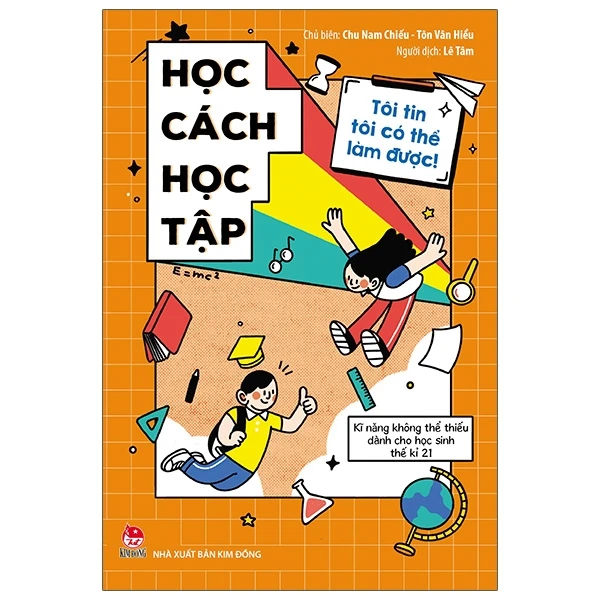 Chủ biên: Chu Nam Chiếu - Tôn Vân Hiểu
Người dịch: Lê Tâm
HỌC
CÁCH
HỌC
TẬP
Tôi tin
tôi có thể
làm được!
E=mc²
Kĩ năng không thể thiếu
dành cho học sinh
thế kỉ 21
KIM ĐỒNG
NHÀ XUẤT BẢN KIM ĐỒNG